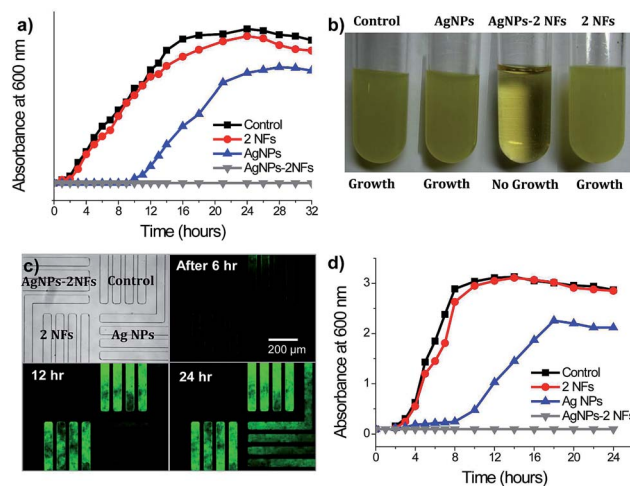 a)
Absorbance at 600 nm
Control
2 NFs
AgNPs
AgNPs-2NFs
0 4 8 12 16 20 24 28 32
Time (hours)
b)
Control AgNPs AgNPs-2 NFs 2 NFs
Growth Growth No Growth Growth
c)
AgNPs-2NFs Control
2 NFs Ag NPs
After 6 hr
200 µm
12 hr
24 hr
d)
Absorbance at 600 nm
3
2
1
0
Control
2 NFs
Ag NPs
AgNPs-2 NFs
0 4 8 12 16 20 24
Time (hours)